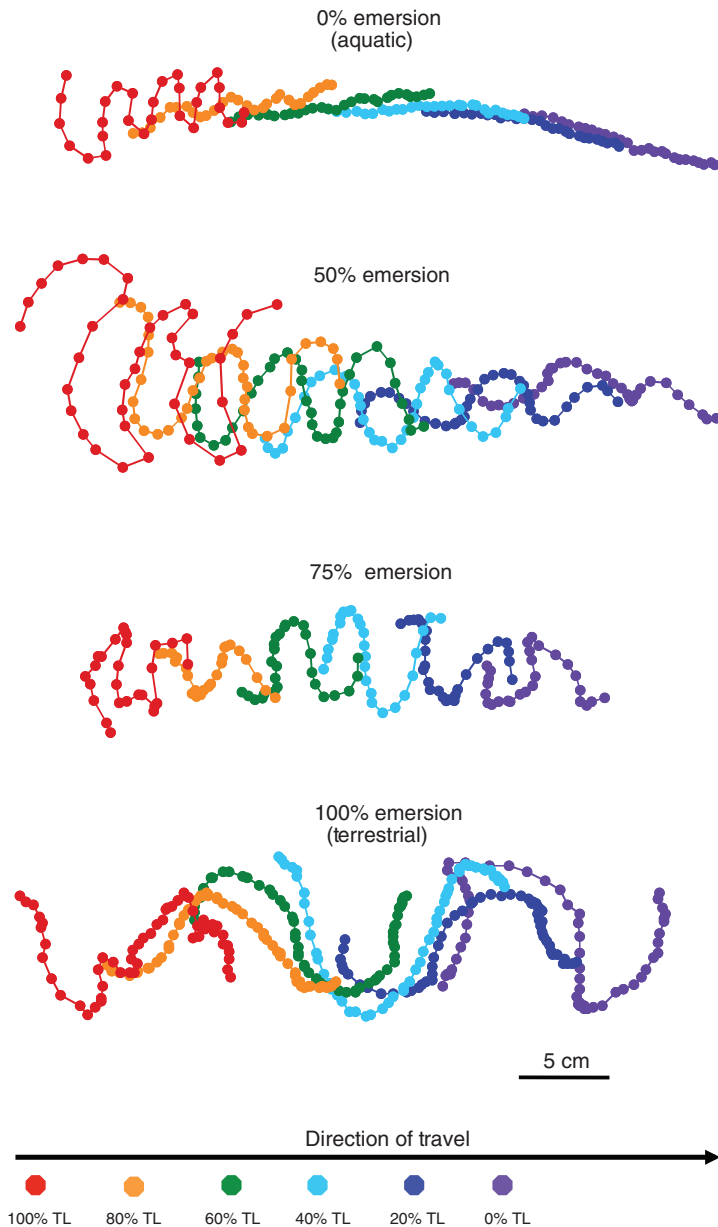 0% emersion
(aquatic)
50% emersion
75% emersion
100% emersion
(terrestrial)
5 cm
Direction of travel
100% TL 80% TL 60% TL 40% TL 20% TL 0% TL